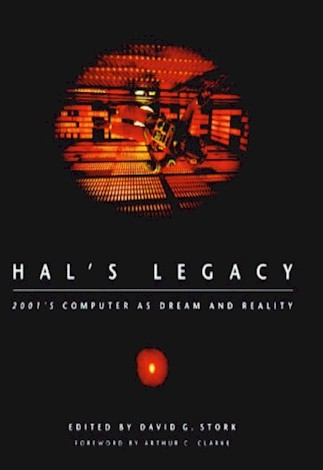 HAL'S LEGACY
2001'S COMPUTER AS DREAM AND REALITY
EDITED BY DAVID G. STORK
FOREWORD BY ARTHUR C. CLARKE